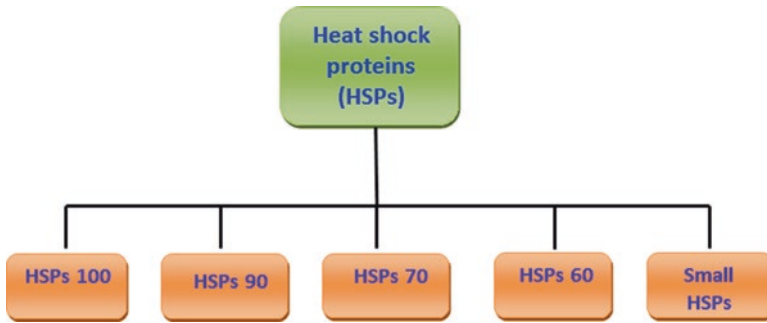 Heat shock
proteins
(HSPs)
HSPs 100
HSPs 90
HSPs 70
HSPs 60
Small
HSPs